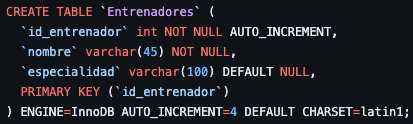 CREATE TABLE `Entrenadores` (
  `id_entrenador` int NOT NULL AUTO_INCREMENT,
  `nombre` varchar(45) NOT NULL,
  `especialidad` varchar(100) DEFAULT NULL,
  PRIMARY KEY (`id_entrenador`)
) ENGINE=InnoDB AUTO_INCREMENT=4 DEFAULT CHARSET=latin1;